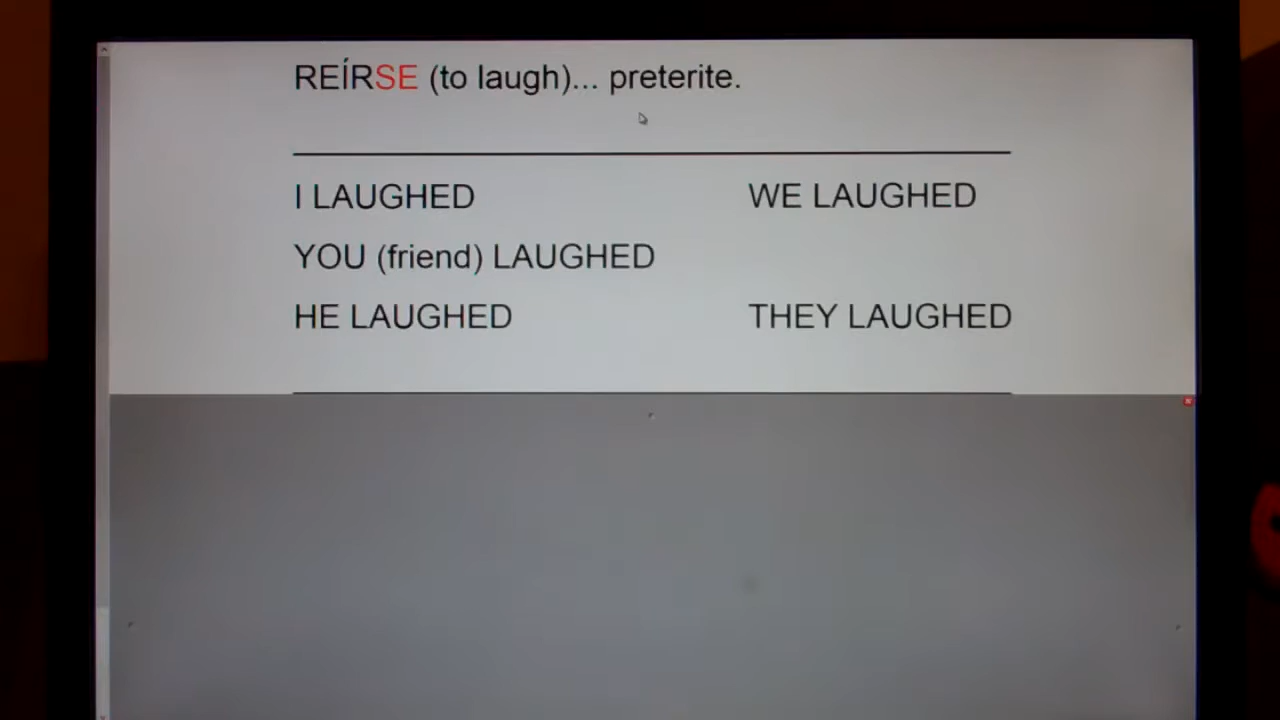 REÍRSE (to laugh)... preterite.
I LAUGHED WE LAUGHED
YOU (friend) LAUGHED
HE LAUGHED THEY LAUGHED